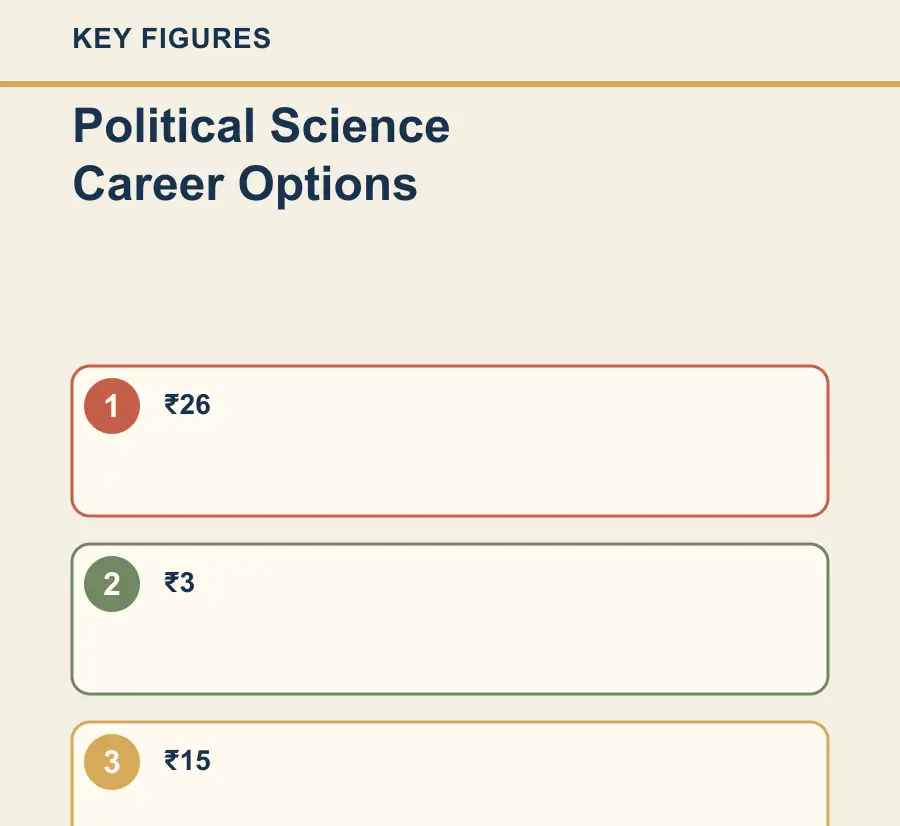 KEY FIGURES
Political Science
Career Options
1 ₹26
2 ₹3
3 ₹15